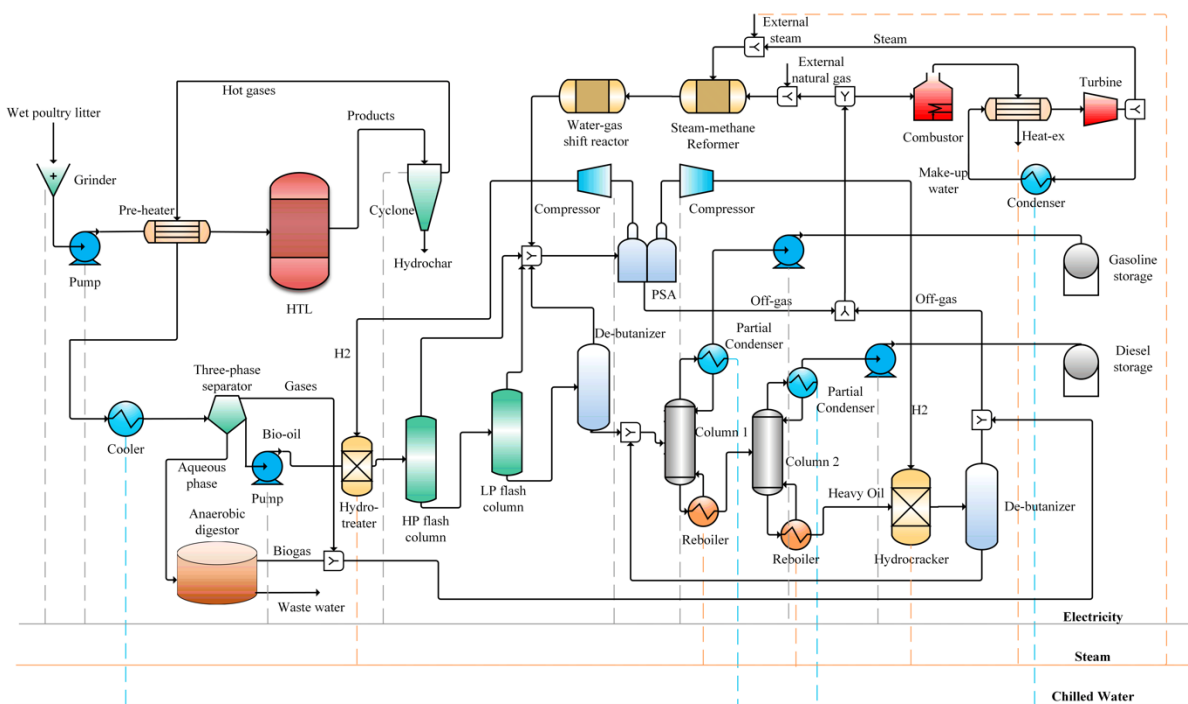 External
steam
Steam
External
natural gas
Hot gases
Turbine
Wet poultry litter
Products
Water-gas
shift reactor
Steam-methane
Reformer
Combustor
Heat-ex
Grinder
Make-up
water
Condenser
Cyclone
Compressor
Compressor
Pre-heater
Hydrochar
Gasoline
storage
Pump
HTL
PSA
Off-gas
Off-gas
De-butanizer
Partial
Condenser
H2
Diesel
storage
Three-phase
separator
Gases
Partial
Condenser
H2
Column 1
Cooler
Bio-oil
Column 2
Aqueous
phase
Pump
LP flash
column
Heavy Oil
De-butanizer
Hydro-
treater
HP flash
column
Anaerobic
digestor
Reboiler
Reboiler
Hydrocracker
Biogas
Waste water
Electricity
Steam
Chilled Water